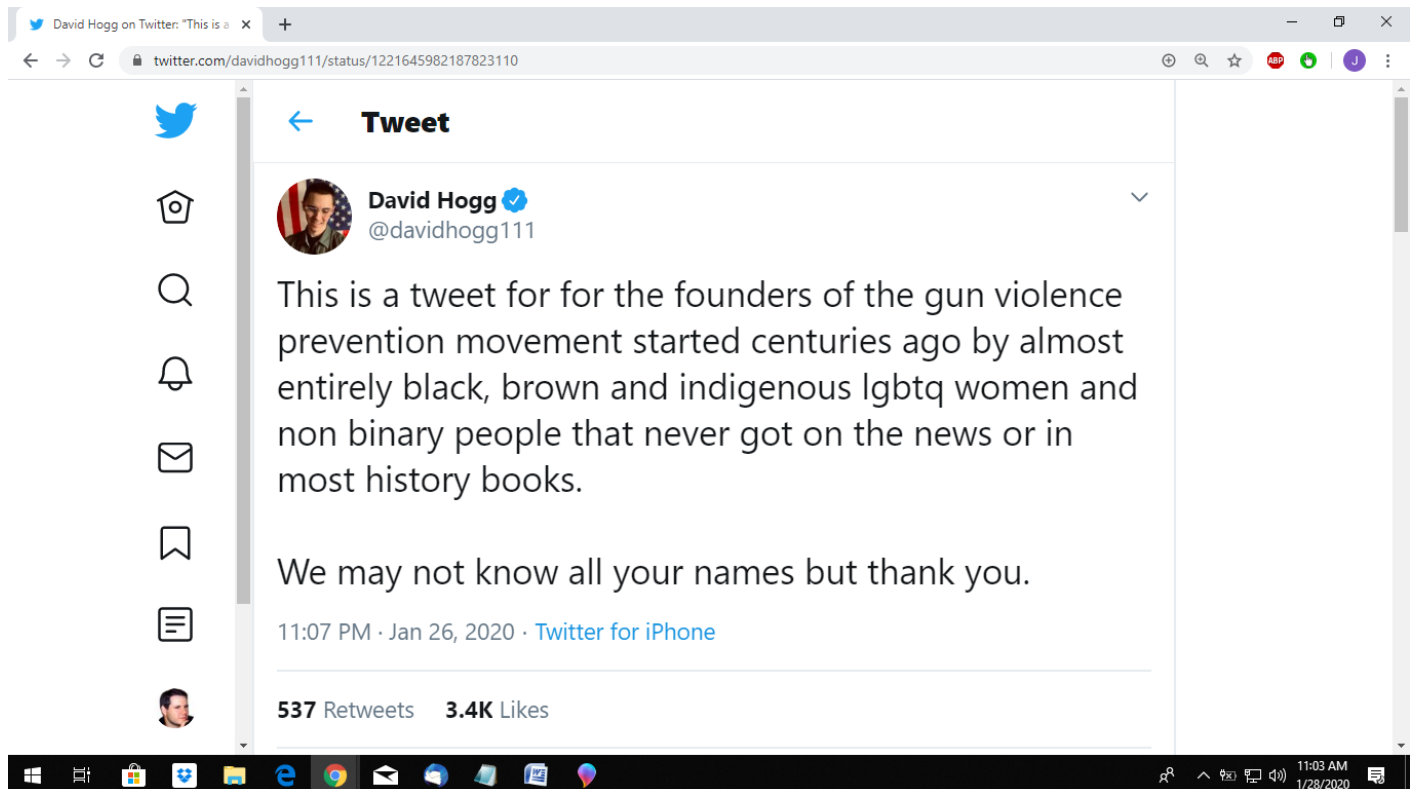 David Hogg on Twitter: "This is a
twitter.com/davidhogg111/status/1221645982187823110
ABP
J
Tweet
David Hogg
@davidhogg111
This is a tweet for for the founders of the gun violence
prevention movement started centuries ago by almost
entirely black, brown and indigenous lgbtq women and
non binary people that never got on the news or in
most history books.
We may not know all your names but thank you.
11:07 PM · Jan 26, 2020 · Twitter for iPhone
537 Retweets 3.4K Likes
11:03 AM
1/28/2020